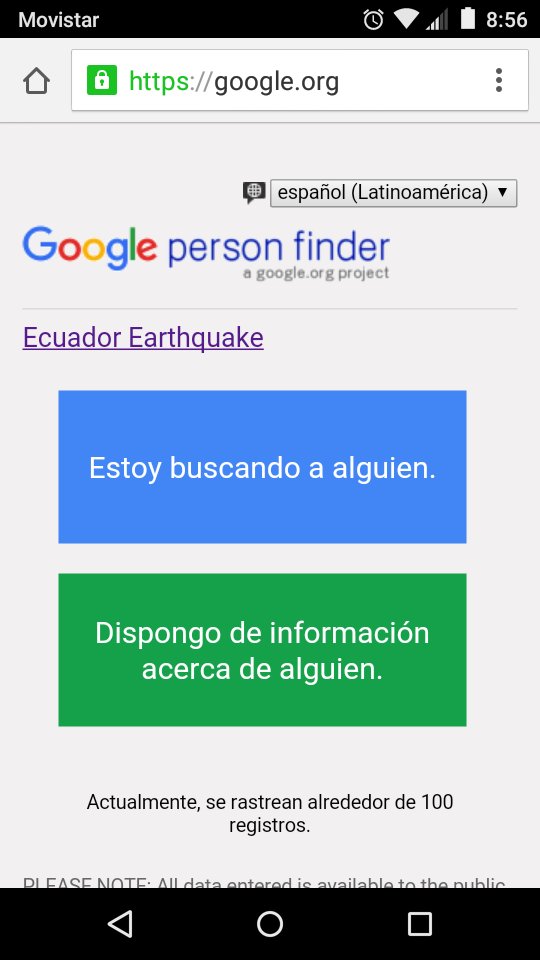 Movistar 8:56
https://google.org
español (Latinoamérica) ▼
Google person finder
a google.org project
Ecuador Earthquake
Estoy buscando a alguien.
Dispongo de información
acerca de alguien.
Actualmente, se rastrean alrededor de 100
registros.
PLEASE NOTE: All data entered is available to the public